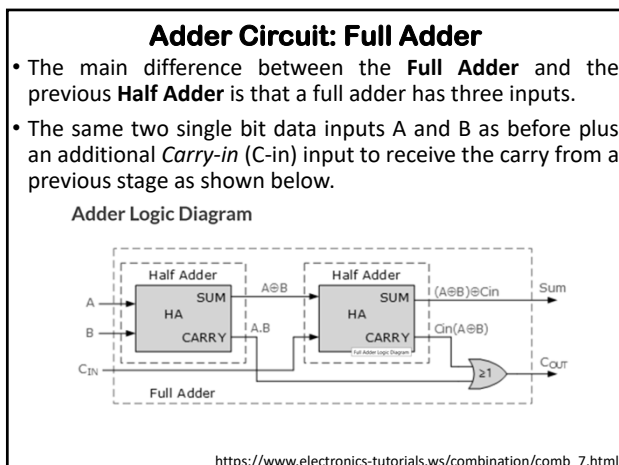 Adder Circuit: Full Adder
• The main difference between the Full Adder and the
previous Half Adder is that a full adder has three inputs.
• The same two single bit data inputs A and B as before plus
an additional Carry-in (C-in) input to receive the carry from a
previous stage as shown below.
Adder Logic Diagram
Half Adder
Half Adder
A
B
SUM
HA
CARRY
A⊕B
A.B
SUM
HA
CARRY
Full Adder Logic Diagram
(A⊕B)⊕Cin
Cin(A⊕B)
Sum
CIN
≥1
COUT
Full Adder
https://www.electronics-tutorials.ws/combination/comb_7.html